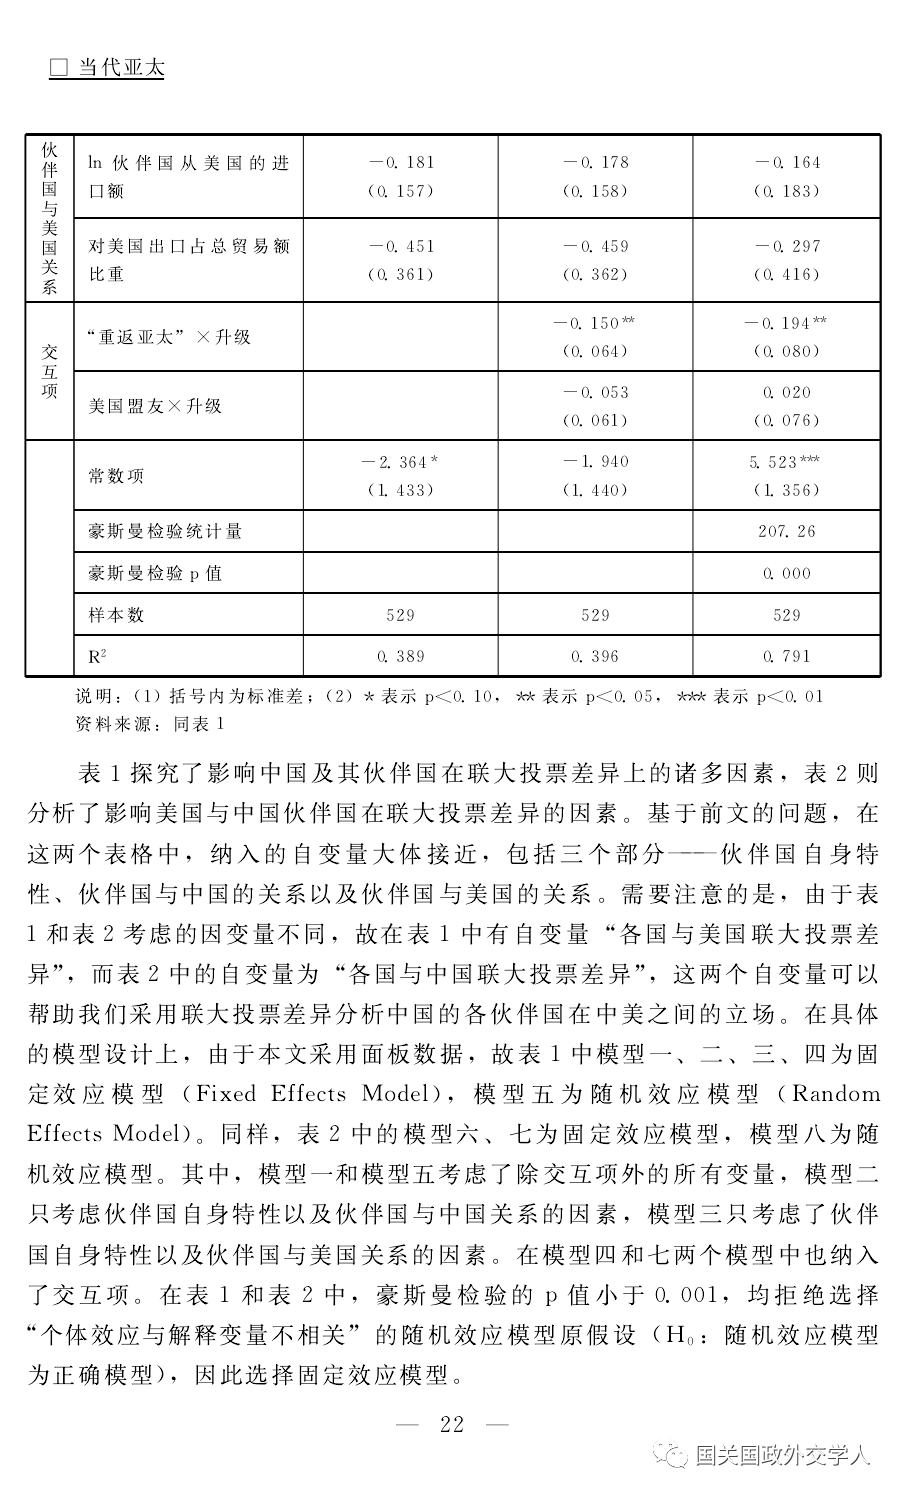 □ 当代亚太
伙伴国与美国关系
ln 伙伴国从美国的进 －0.181 －0.178 －0.164
口额 (0.157) (0.158) (0.183)
对美国出口占总贸易额 －0.451 －0.459 －0.297
比重 (0.361) (0.362) (0.416)
交互项
“重返亚太”×升级 －0.150** －0.194**
(0.064) (0.080)
美国盟友×升级 －0.053 0.020
(0.061) (0.076)
常数项 －2.364* －1.940 5.523***
(1.433) (1.440) (1.356)
豪斯曼检验统计量 207.26
豪斯曼检验 p 值 0.000
样本数 529 529 529
R² 0.389 0.396 0.791
说明：(1) 括号内为标准差；(2) * 表示 p＜0.10，** 表示 p＜0.05，*** 表示 p＜0.01
资料来源：同表 1
表 1 探究了影响中国及其伙伴国在联大投票差异上的诸多因素，表 2 则
分析了影响美国与中国伙伴国在联大投票差异的因素。基于前文的问题，在
这两个表格中，纳入的自变量大体接近，包括三个部分——伙伴国自身特
性、伙伴国与中国的关系以及伙伴国与美国的关系。需要注意的是，由于表
1 和表 2 考虑的因变量不同，故在表 1 中有自变量“各国与美国联大投票差
异”，而表 2 中的自变量为“各国与中国联大投票差异”，这两个自变量可以
帮助我们采用联大投票差异分析中国的各伙伴国在中美之间的立场。在具体
的模型设计上，由于本文采用面板数据，故表 1 中模型一、二、三、四为固
定效应模型（Fixed Effects Model），模型五为随机效应模型（Random
Effects Model）。同样，表 2 中的模型六、七为固定效应模型，模型八为随
机效应模型。其中，模型一和模型五考虑了除交互项外的所有变量，模型二
只考虑伙伴国自身特性以及伙伴国与中国关系的因素，模型三只考虑了伙伴
国自身特性以及伙伴国与美国关系的因素。在模型四和七两个模型中也纳入
了交互项。在表 1 和表 2 中，豪斯曼检验的 p 值小于 0.001，均拒绝选择
“个体效应与解释变量不相关”的随机效应模型原假设（H₀：随机效应模型
为正确模型），因此选择固定效应模型。
— 22 —
国关国政外交学人